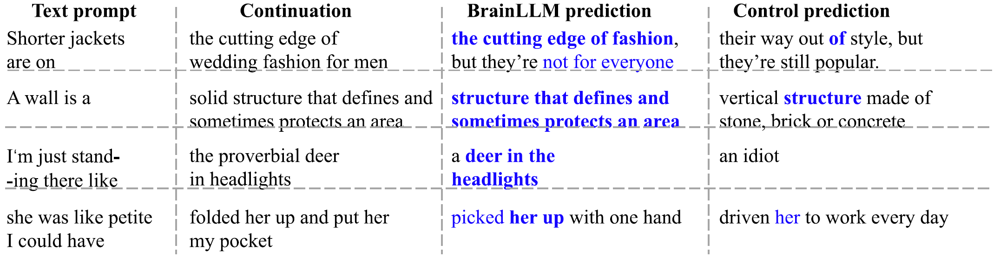 Text prompt
Continuation
BrainLLM prediction
Control prediction
Shorter jackets
are on
the cutting edge of
wedding fashion for men
the cutting edge of fashion,
but they’re not for everyone
their way out of style, but
they’re still popular.
A wall is a
solid structure that defines and
sometimes protects an area
structure that defines and
sometimes protects an area
vertical structure made of
stone, brick or concrete
I‘m just stand-
-ing there like
the proverbial deer
in headlights
a deer in the
headlights
an idiot
she was like petite
I could have
folded her up and put her
my pocket
picked her up with one hand
driven her to work every day